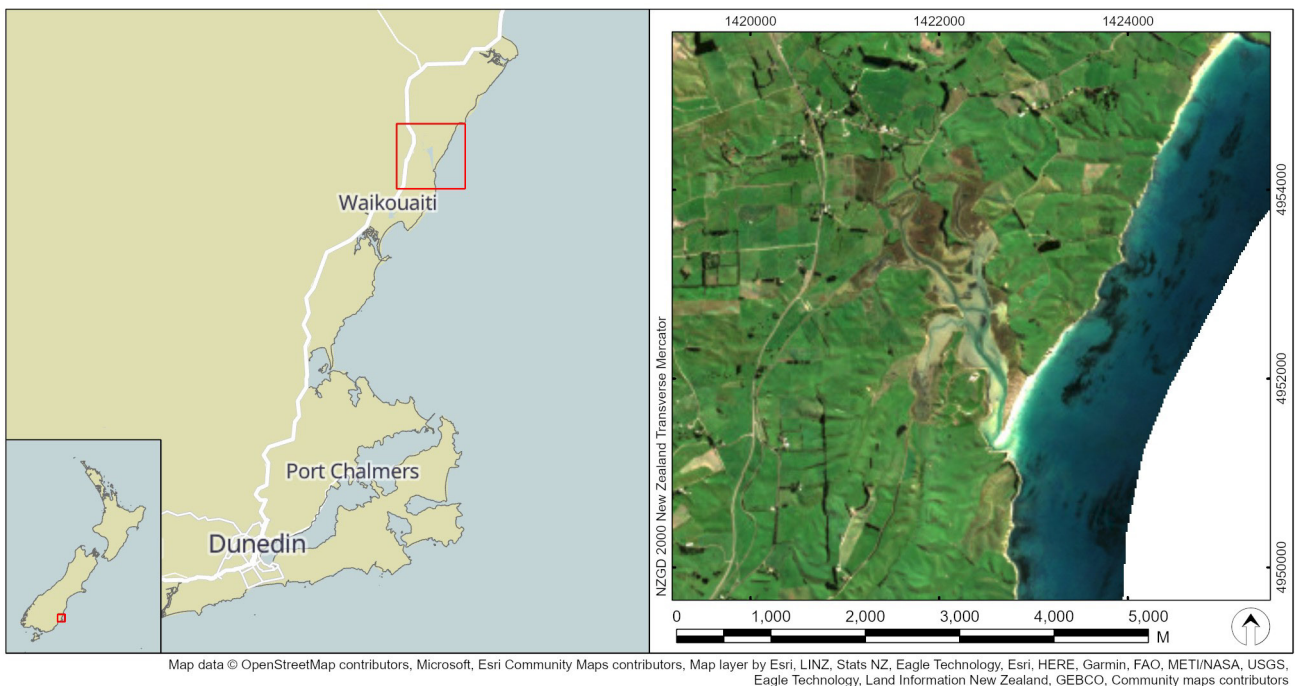 Waikouaiti
Port Chalmers
Dunedin
1420000 1422000 1424000
4954000
4952000
4950000
NZGD 2000 New Zealand Transverse Mercator
0 1,000 2,000 3,000 4,000 5,000
M
Map data © OpenStreetMap contributors, Microsoft, Esri Community Maps contributors, Map layer by Esri, LINZ, Stats NZ, Eagle Technology, Esri, HERE, Garmin, FAO, METI/NASA, USGS,
Eagle Technology, Land Information New Zealand, GEBCO, Community maps contributors